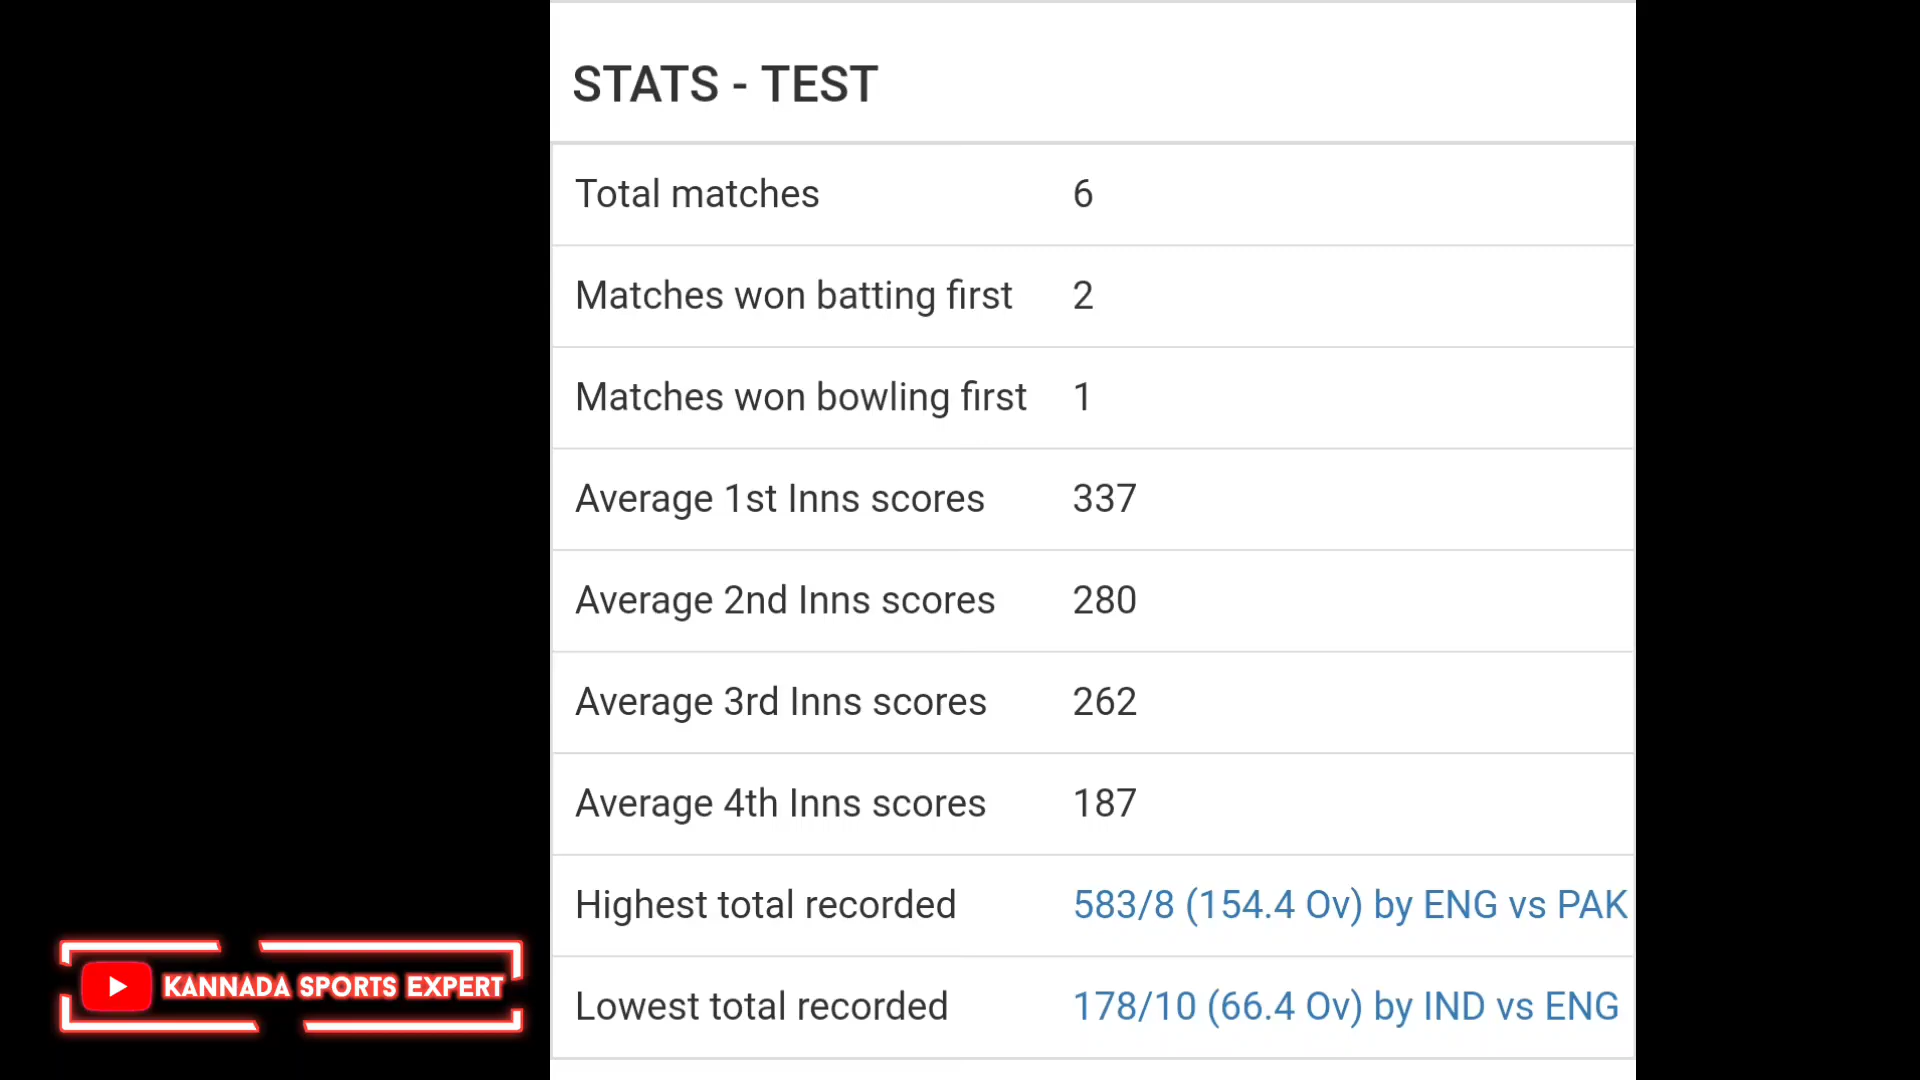 STATS - TEST
Total matches 6
Matches won batting first 2
Matches won bowling first 1
Average 1st Inns scores 337
Average 2nd Inns scores 280
Average 3rd Inns scores 262
Average 4th Inns scores 187
Highest total recorded 583/8 (154.4 Ov) by ENG vs PAK
Lowest total recorded 178/10 (66.4 Ov) by IND vs ENG
KANNADA SPORTS EXPERT